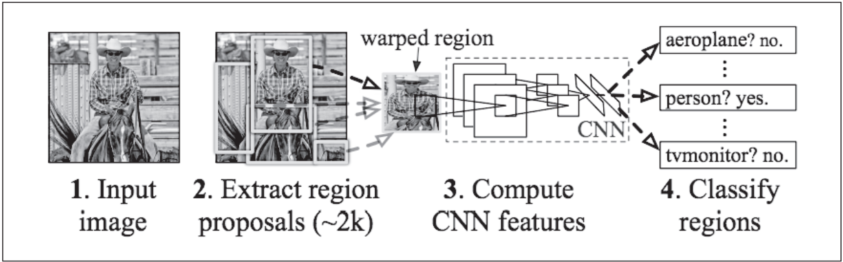 warped region
aeroplane? no.
person? yes.
CNN
tvmonitor? no.
1. Input
image
2. Extract region
proposals (~2k)
3. Compute
CNN features
4. Classify
regions